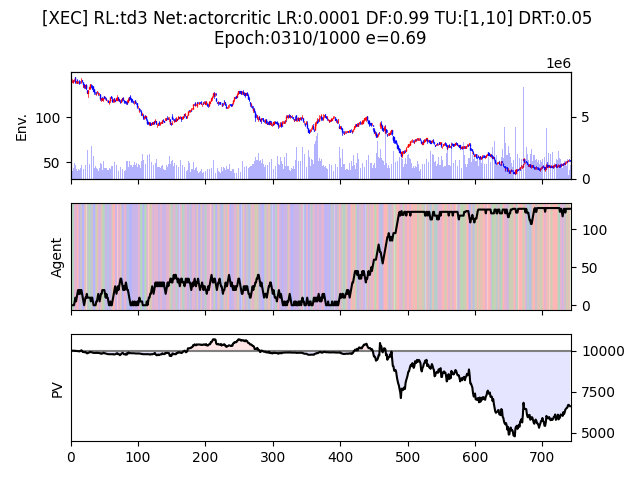 [XEC] RL:td3 Net:actorcritic LR:0.0001 DF:0.99 TU:[1,10] DRT:0.05
Epoch:0310/1000 e=0.69
1e6
Env.
100
50
5
0
Agent
100
50
0
PV
10000
7500
5000
0 100 200 300 400 500 600 700